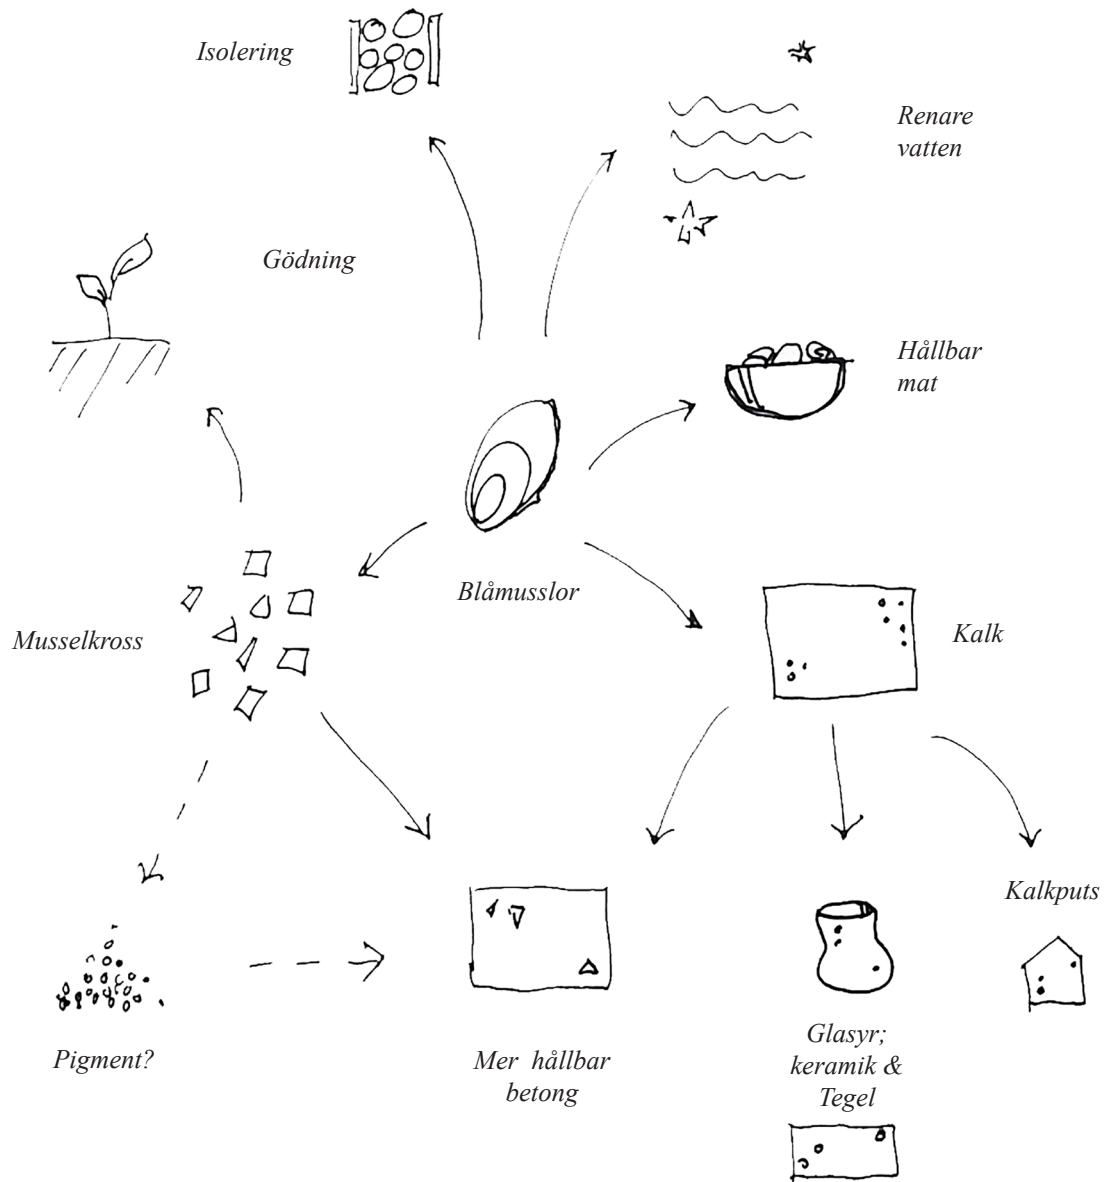 Isolering
Renare
vatten
Gödning
Hållbar
mat
Blåmusslor
Musselkross
Kalk
Kalkputs
Pigment?
Mer hållbar
betong
Glasyr;
keramik &
Tegel